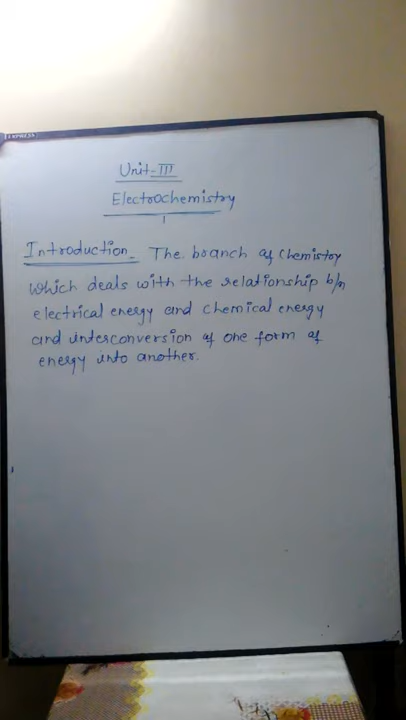 Unit-III
Electrochemistry
Introduction- The branch of Chemistry
which deals with the relationship b/n
electrical energy and chemical energy
and interconversion of one form of
energy into another.